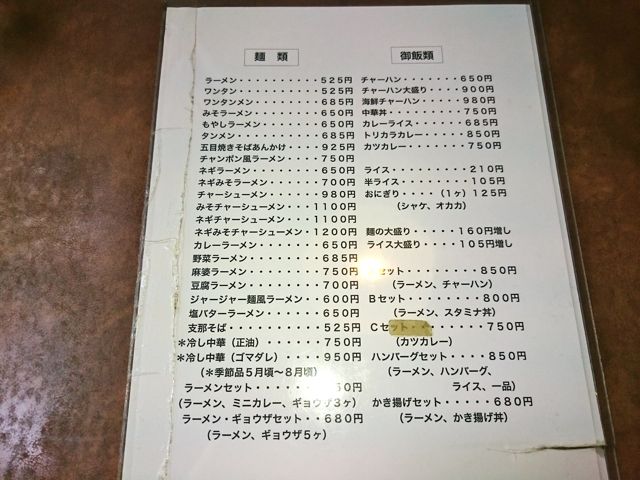 麺 類
ラーメン・・・・・・・・・・525円
ワンタン・・・・・・・・・・525円
ワンタンメン・・・・・・・・685円
みそラーメン・・・・・・・・650円
もやしラーメン・・・・・・・650円
タンメン・・・・・・・・・・685円
五目焼きそばあんかけ・・・・925円
チャンポン風ラーメン・・・750円
ネギラーメン・・・・・・・・650円
ネギみそラーメン・・・・・・700円
チャーシューメン・・・・・・980円
みそチャーシューメン・・・1100円
ネギチャーシューメン・・・1100円
ネギみそチャーシューメン・1200円
カレーラーメン・・・・・・・650円
野菜ラーメン・・・・・・・・685円
麻婆ラーメン・・・・・・・・750円
豆腐ラーメン・・・・・・・・700円
ジャージャー麺風ラーメン・・600円
塩バターラーメン・・・・・・650円
支那そば・・・・・・・・・・525円
*冷し中華(正油)・・・・・・750円
*冷し中華(ゴマダレ)・・・・950円
(*季節品5月頃〜8月頃)
ラーメンセット・・・・50円
(ラーメン、ミニカレー、ギョウザ3ヶ)
ラーメン・ギョウザセット・・680円
(ラーメン、ギョウザ5ヶ)
御飯類
チャーハン・・・・・・・650円
チャーハン大盛り・・・・900円
海鮮チャーハン・・・・・980円
中華丼・・・・・・・・・750円
カレーライス・・・・・・685円
トリカラカレー・・・・・850円
カツカレー・・・・・・・750円
ライス・・・・・・・・・210円
半ライス・・・・・・・・105円
おにぎり・・・・(1ヶ)125円
(シャケ、オカカ)
麺の大盛り・・・・・160円増し
ライス大盛り・・・・105円増し
セット・・・・・・・・850円
(ラーメン、チャーハン)
Bセット・・・・・・・・・800円
(ラーメン、スタミナ丼)
Cセット・・・・・・・・・750円
(カツカレー)
ハンバーグセット・・・・850円
(ラーメン、ハンバーグ、
ライス、一品)
かき揚げセット・・・・・680円
(ラーメン、かき揚げ丼)